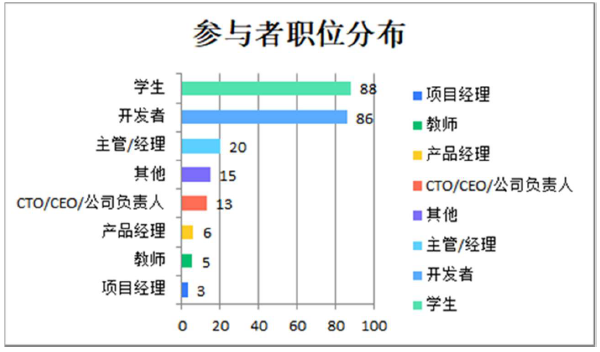 参与者职位分布
学生
88
开发者
86
主管/经理
20
其他
15
CTO/CEO/公司负责人
13
产品经理
6
教师
5
项目经理
3
0 20 40 60 80 100
项目经理
教师
产品经理
CTO/CEO/公司负责人
其他
主管/经理
开发者
学生